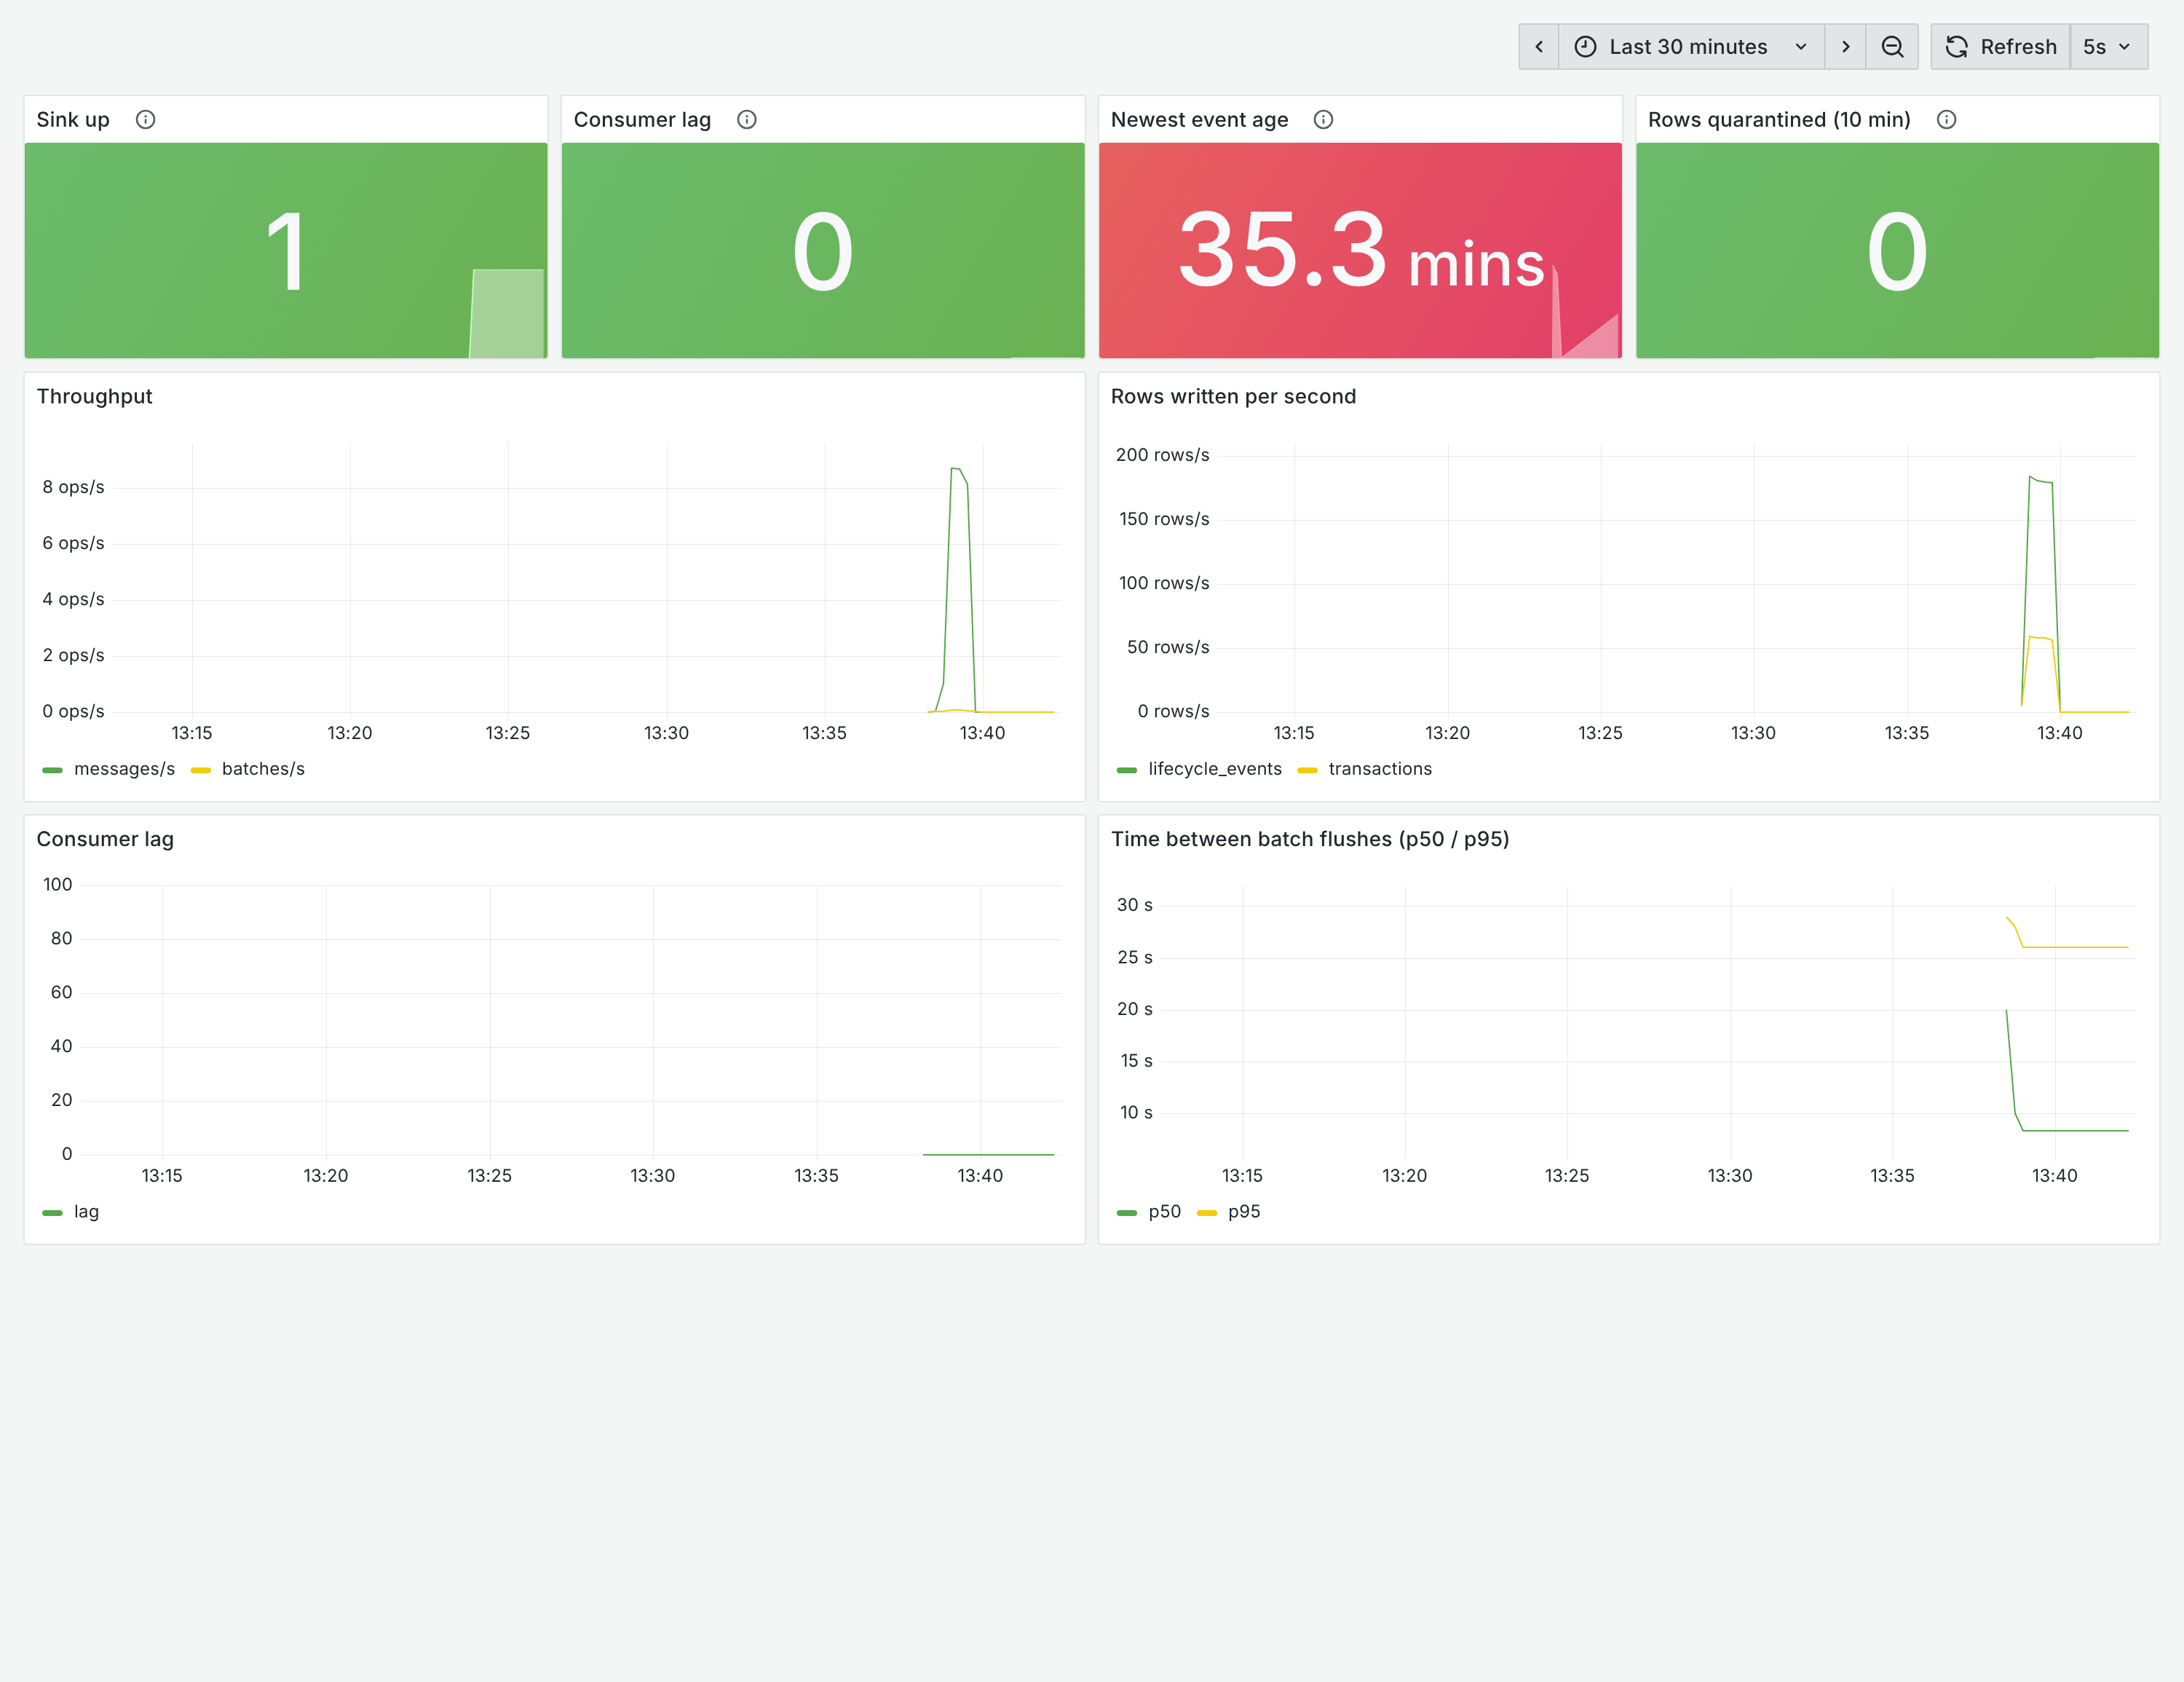 Last 30 minutes
Refresh
5s
Sink up
Consumer lag
Newest event age
Rows quarantined (10 min)
1
0
35.3 mins
0
Throughput
8 ops/s
6 ops/s
4 ops/s
2 ops/s
0 ops/s
13:15 13:20 13:25 13:30 13:35 13:40
messages/s batches/s
Rows written per second
200 rows/s
150 rows/s
100 rows/s
50 rows/s
0 rows/s
13:15 13:20 13:25 13:30 13:35 13:40
lifecycle_events transactions
Consumer lag
100
80
60
40
20
0
13:15 13:20 13:25 13:30 13:35 13:40
lag
Time between batch flushes (p50 / p95)
30 s
25 s
20 s
15 s
10 s
13:15 13:20 13:25 13:30 13:35 13:40
p50 p95